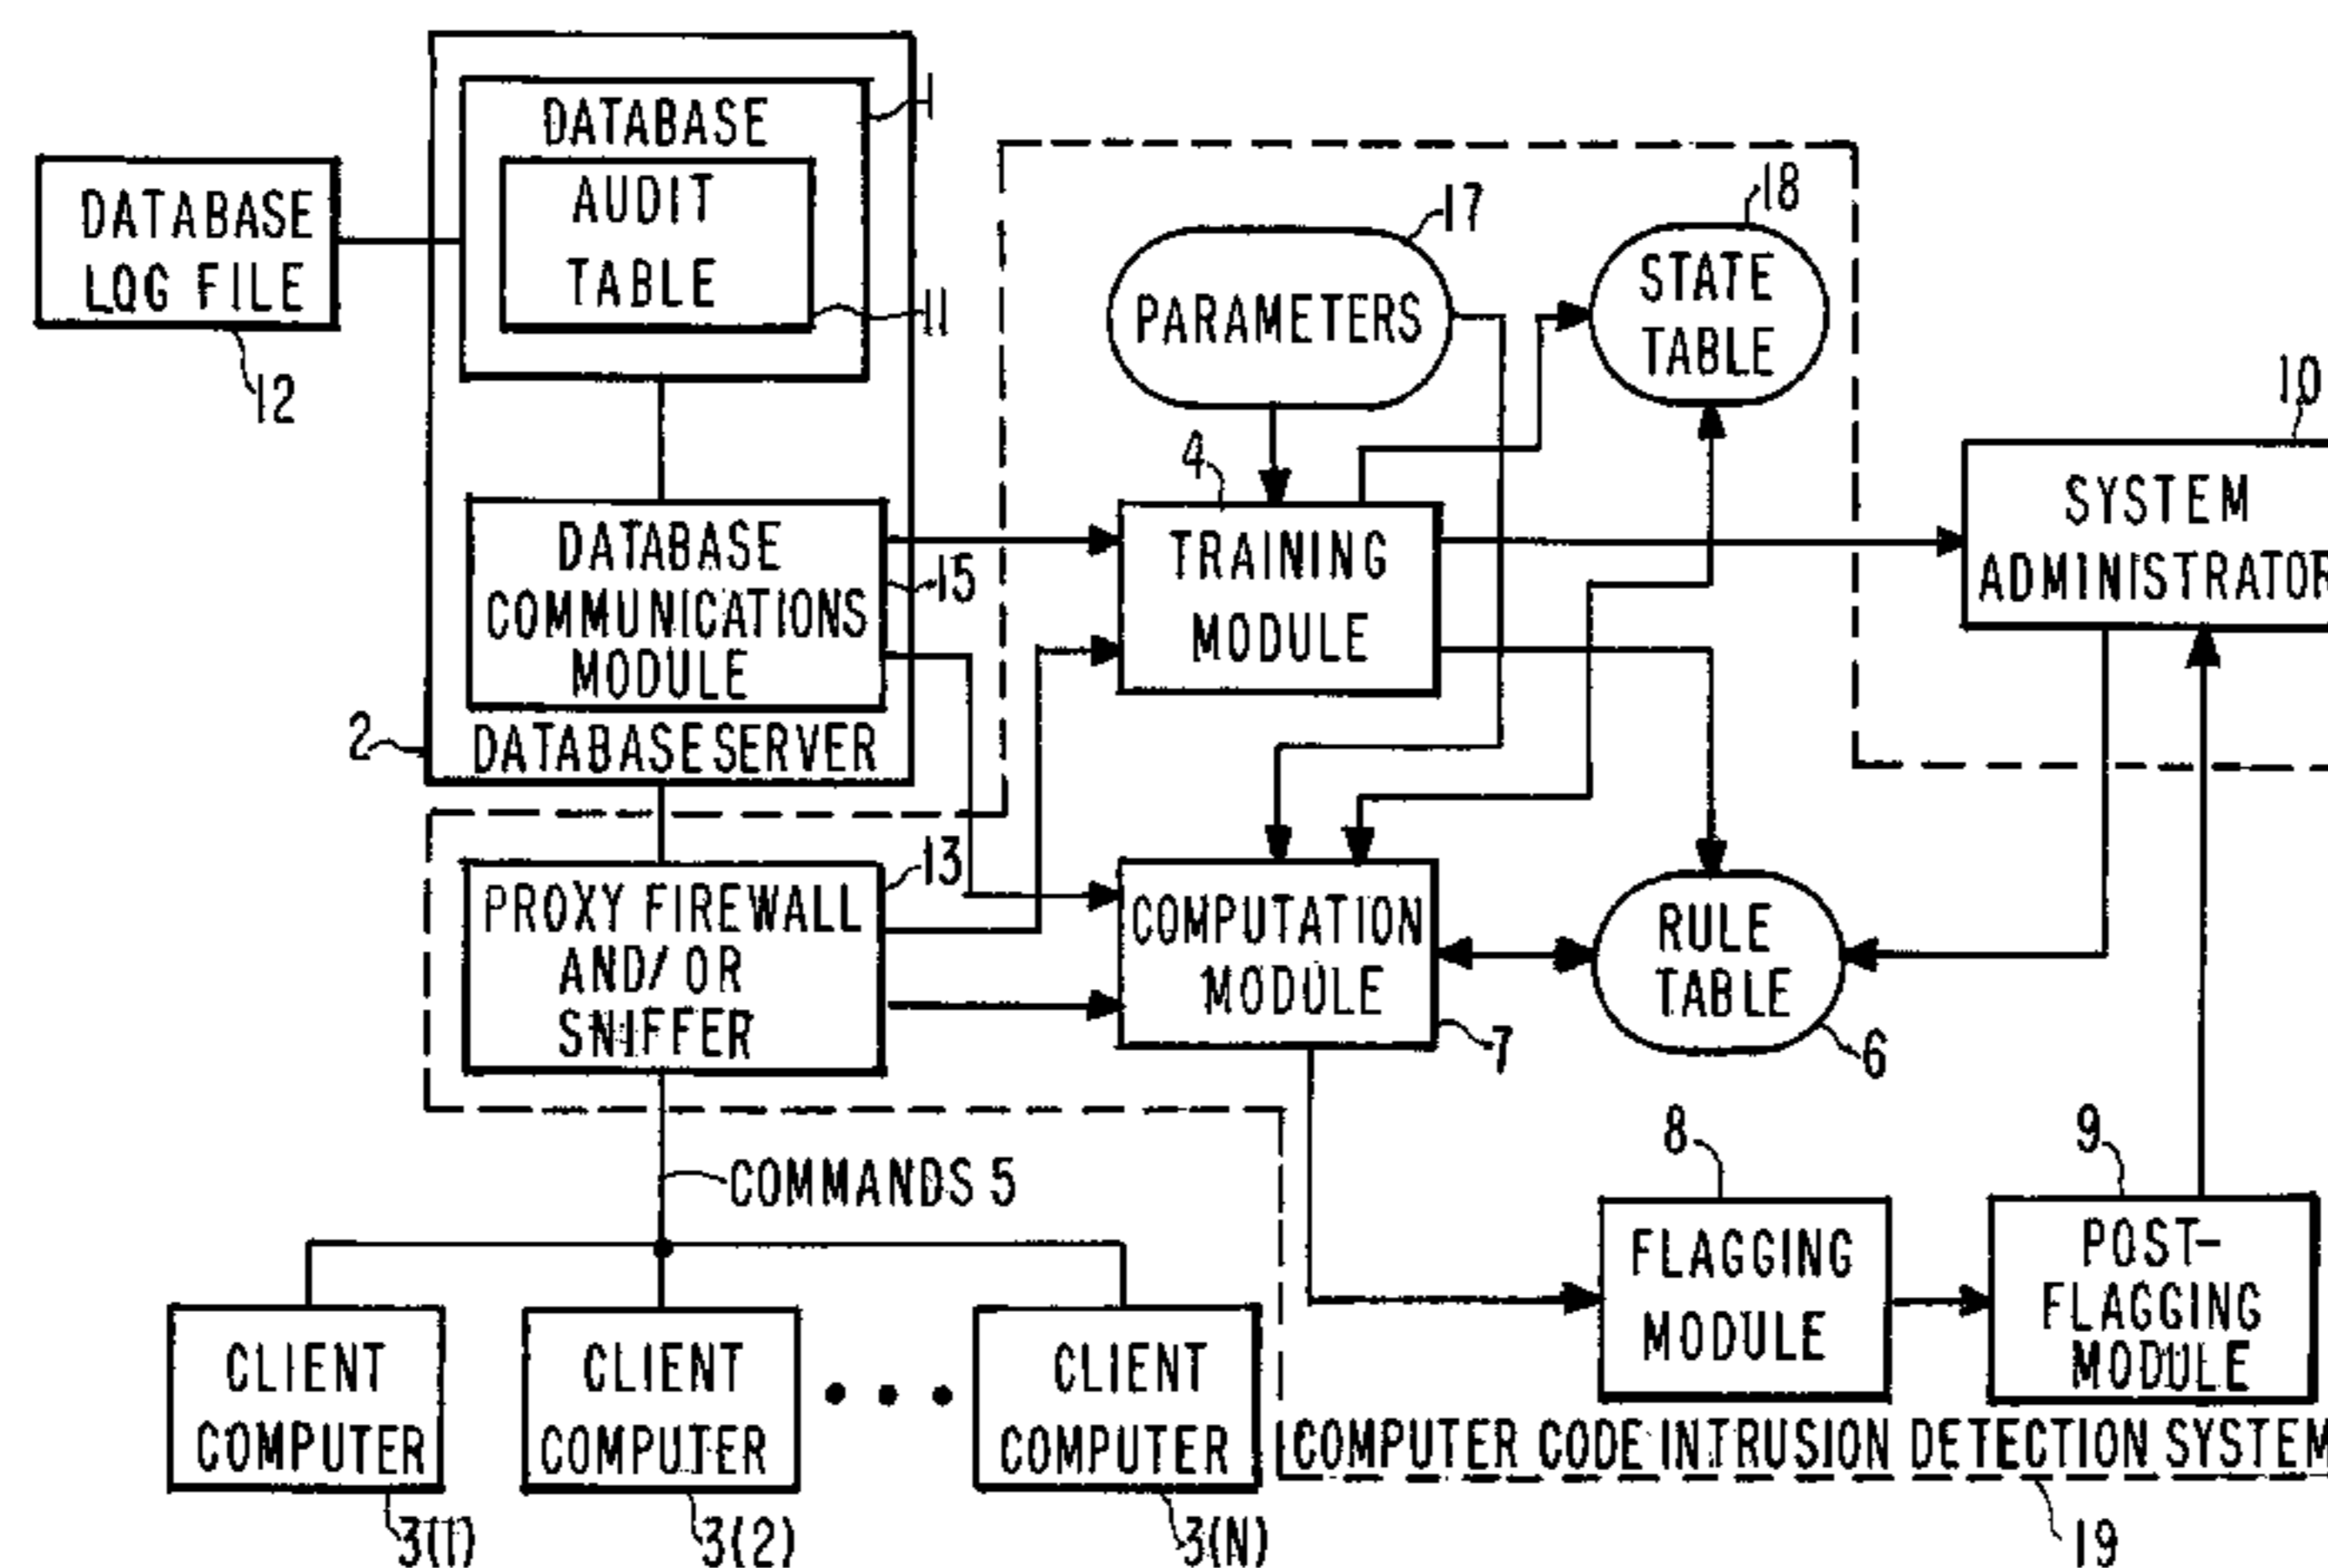 DATABASE
1
AUDIT
TABLE
11
DATABASE
LOG FILE
12
DATABASE
COMMUNICATIONS
MODULE
15
DATABASE SERVER
2
PARAMETERS
17
STATE
TABLE
18
4
TRAINING
MODULE
10
SYSTEM
ADMINISTRATOR
13
PROXY FIREWALL
AND/OR
SNIFFER
COMPUTATION
MODULE
7
RULE
TABLE
6
COMMANDS 5
8
FLAGGING
MODULE
9
POST-
FLAGGING
MODULE
CLIENT
COMPUTER
3(1)
CLIENT
COMPUTER
3(2)
CLIENT
COMPUTER
3(N)
COMPUTER CODE INTRUSION DETECTION SYSTEM
19